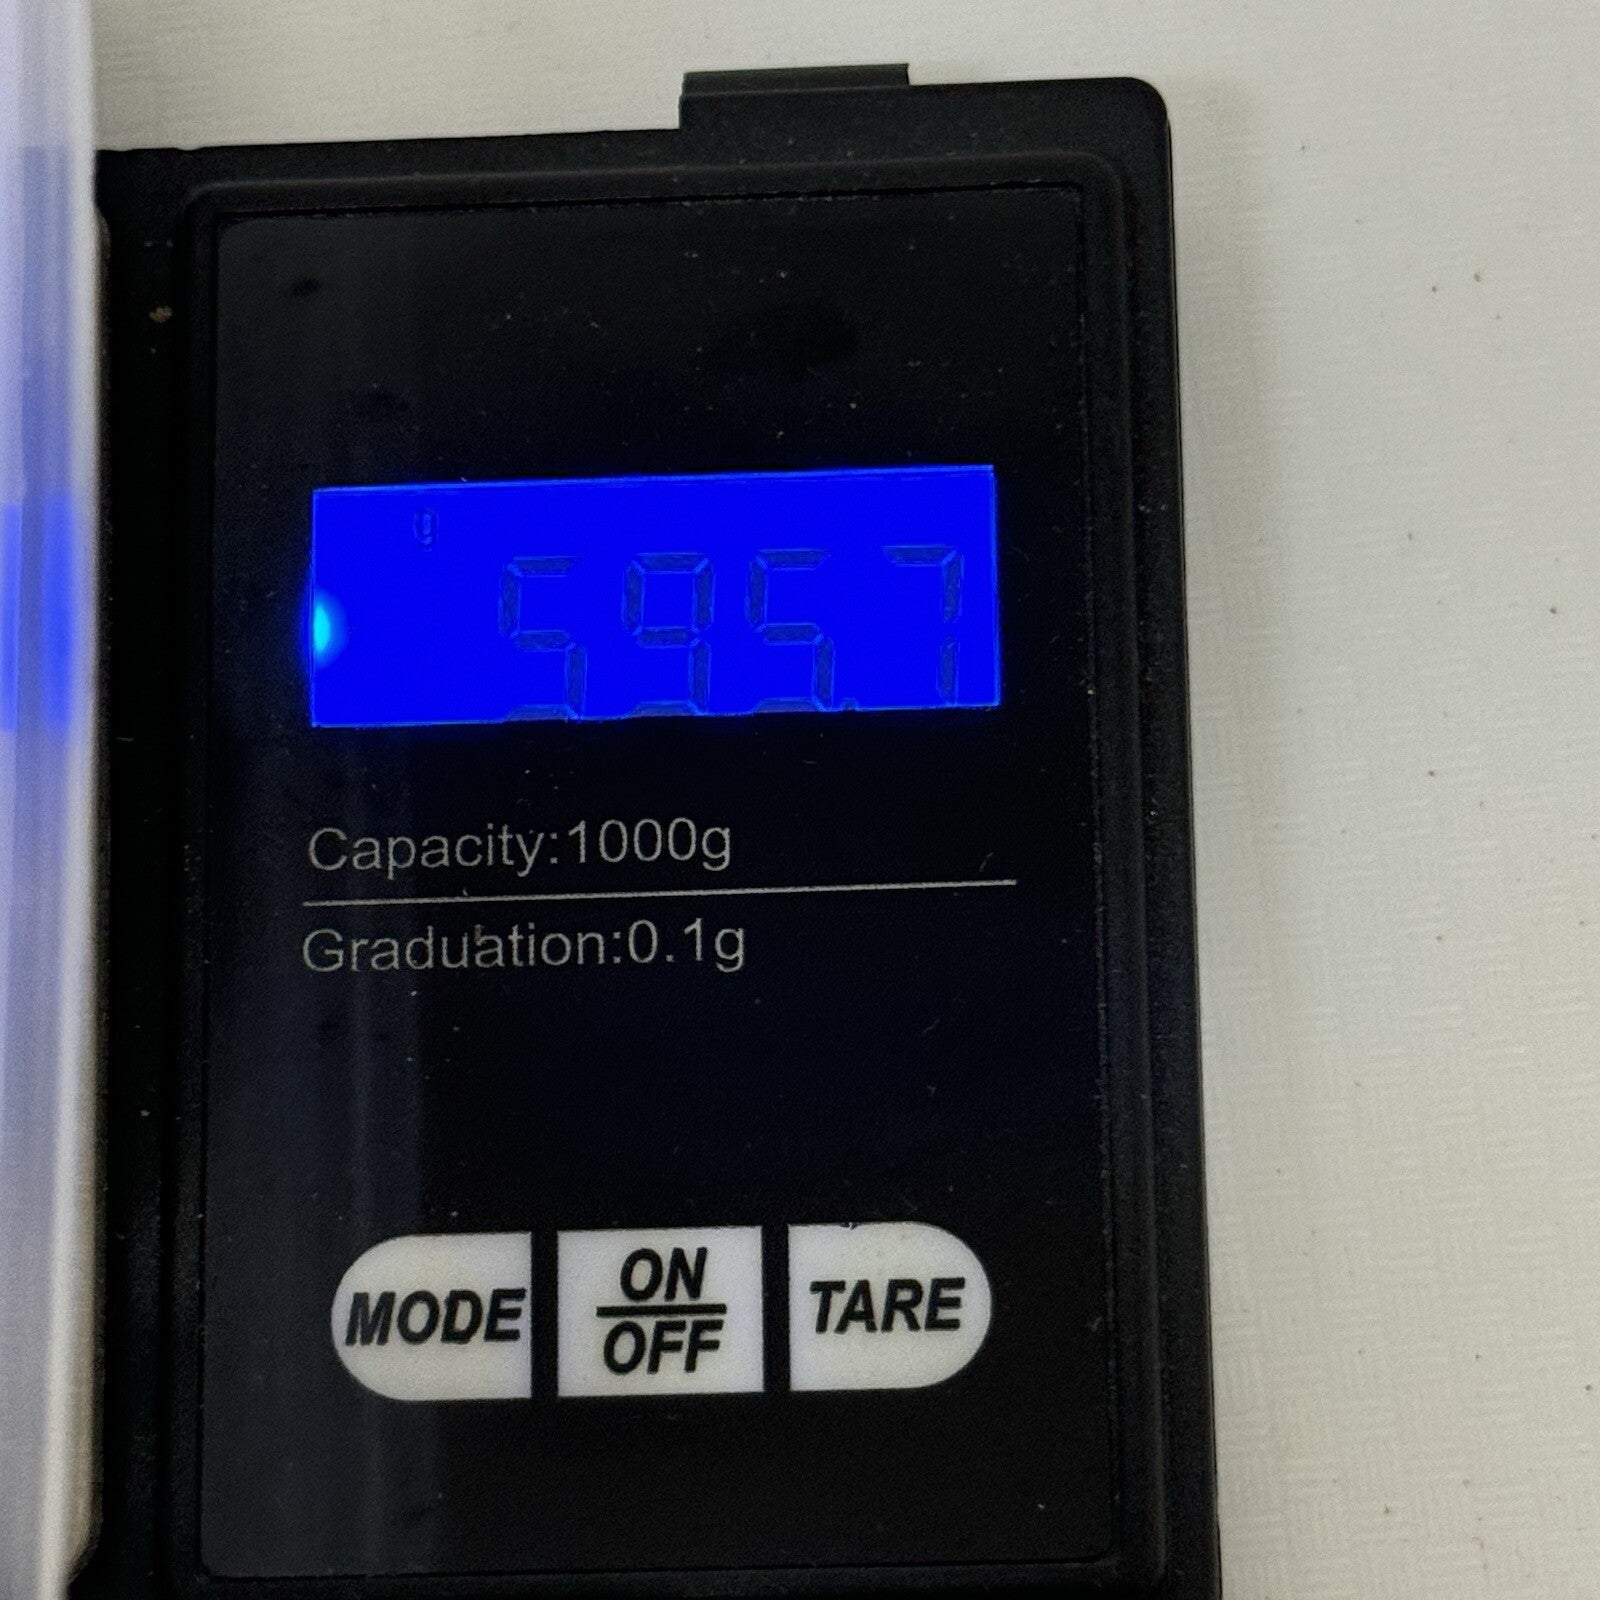 g
595.7
Capacity:1000g
Graduation:0.1g
MODE
ON
OFF
TARE